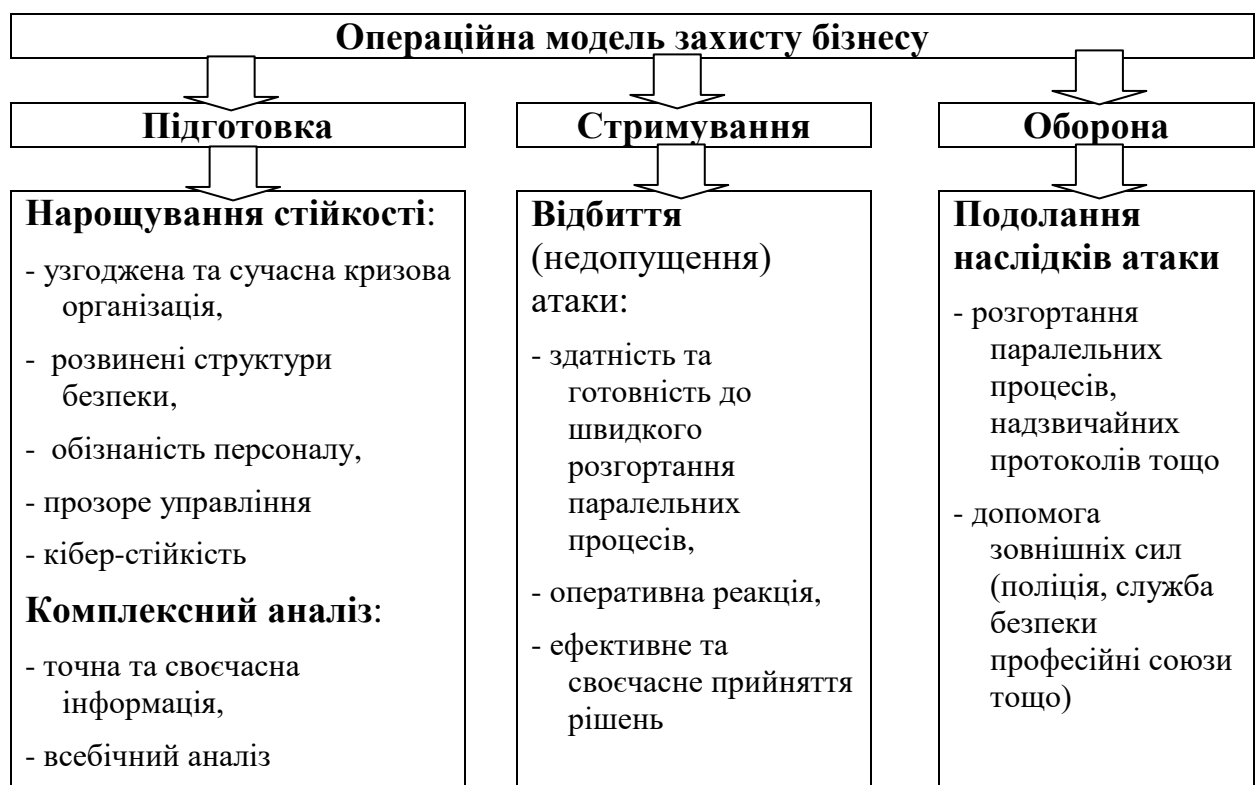 Операційна модель захисту бізнесу
Підготовка
Стримування
Оборона
Нарощування стійкості:
- узгоджена та сучасна кризова
організація,
- розвинені структури
безпеки,
- обізнаність персоналу,
- прозоре управління
- кібер-стійкість
Комплексний аналіз:
- точна та своєчасна
інформація,
- всебічний аналіз
Відбиття
(недопущення)
атаки:
- здатність та
готовність до
швидкого
розгортання
паралельних
процесів,
- оперативна реакція,
- ефективне та
своєчасне прийняття
рішень
Подолання
наслідків атаки
- розгортання
паралельних
процесів,
надзвичайних
протоколів тощо
- допомога
зовнішніх сил
(поліція, служба
безпеки
професійні союзи
тощо)